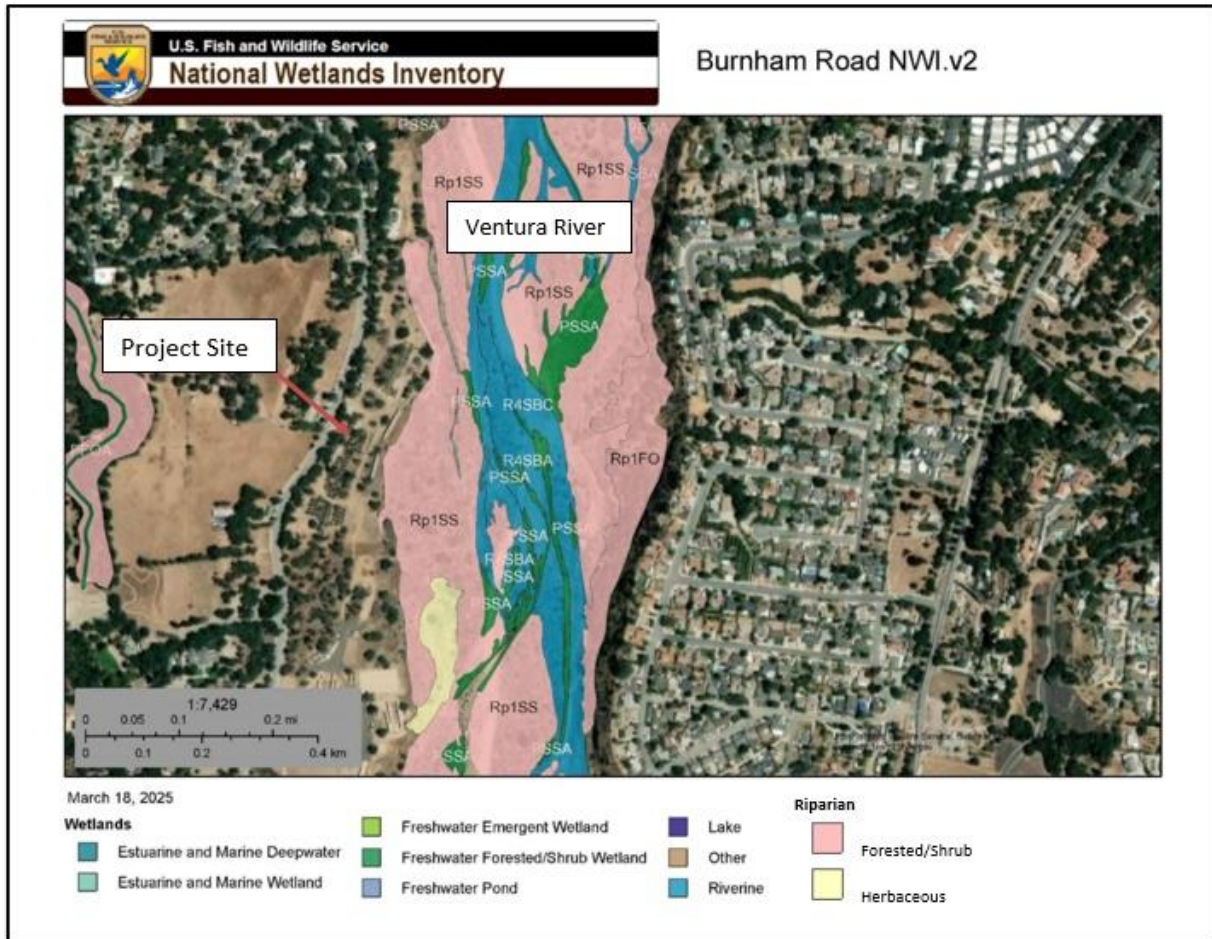 U.S. Fish and Wildlife Service
National Wetlands Inventory
Burnham Road NWI.v2
PSSA
Rp1SS
Rp1SS
Ventura River
PSSA
Rp1SS
PSSA
Project Site
PSSA
R4SBC
R4SBA
PSSA
Rp1FO
Rp1SS
PSSA
SSA
PSSA
Rp1SS
SSA
PSSA
1:7,429
0 0.05 0.1 0.2 mi
0 0.1 0.2 0.4 km
March 18, 2025
Wetlands
Estuarine and Marine Deepwater
Estuarine and Marine Wetland
Freshwater Emergent Wetland
Freshwater Forested/Shrub Wetland
Freshwater Pond
Lake
Other
Riverine
Riparian
Forested/Shrub
Herbaceous